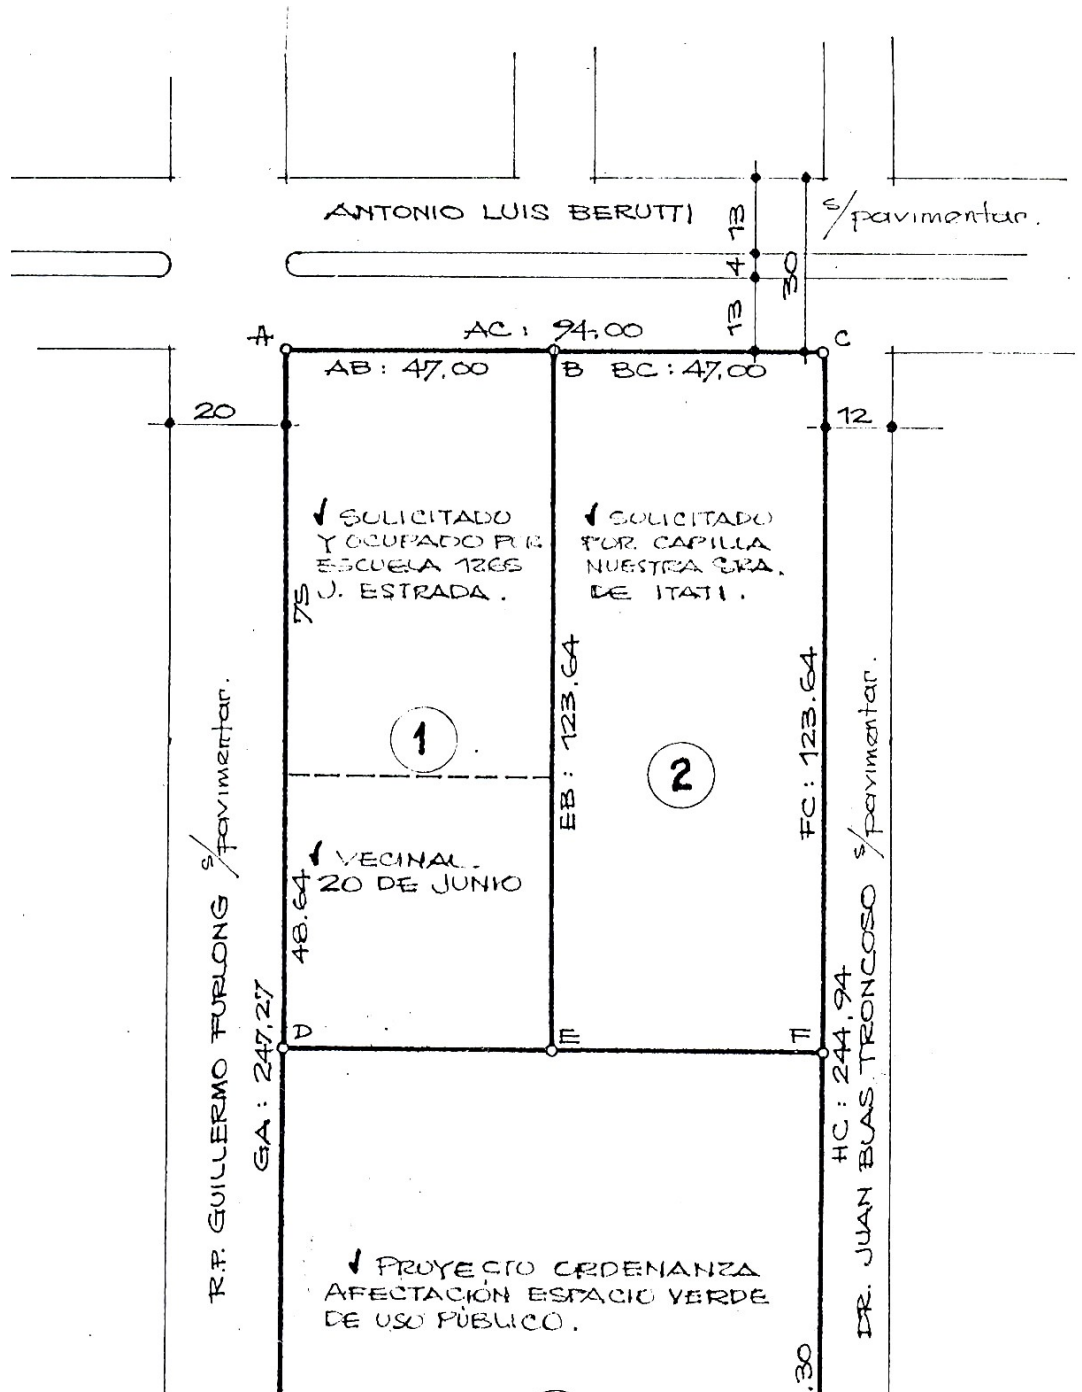 ANTONIO LUIS BERUTTI
s/pavimentar.
13
4
13
30
A
AC: 94,00
C
AB: 47,00
B
BC: 47,00
20
12
✓ SOLICITADO
Y OCUPADO POR
ESCUELA 1265
J. ESTRADA.
✓ SOLICITADO
POR CAPILLA
NUESTRA SRA.
DE ITATI.
75
EB: 123.64
FC: 123.64
1
2
✓ VECINAL.
20 DE JUNIO
48.64
R.P. GUILLERMO FURLONG s/pavimentar.
GA: 247,27
D
E
F
HC: 244,94
DR. JUAN BLAS TRONCOSO s/pavimentar.
✓ PROYECTO ORDENANZA
AFECTACIÓN ESPACIO VERDE
DE USO PÚBLICO.
.30